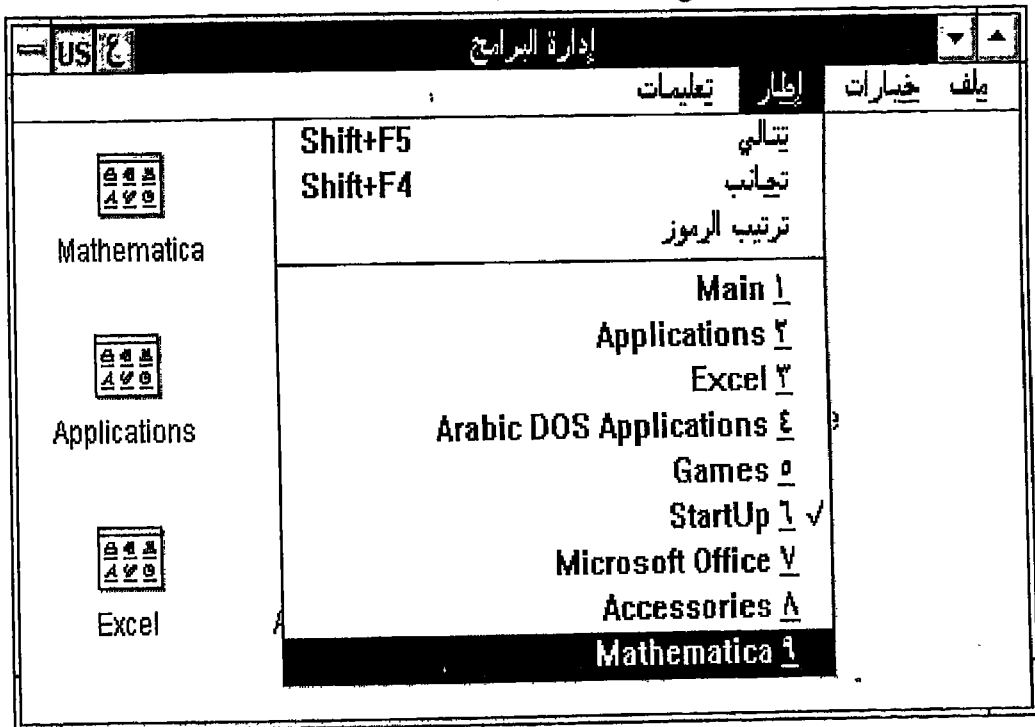 US ع إدارة البرامج
ملف خيارات إطار تعليمات
تتالي Shift+F5
تجانب Shift+F4
ترتيب الرموز
١ Main
٢ Applications
٣ Excel
٤ Arabic DOS Applications
٥ Games
√ ٦ StartUp
٧ Microsoft Office
٨ Accessories
٩ Mathematica
Mathematica
Applications
Excel